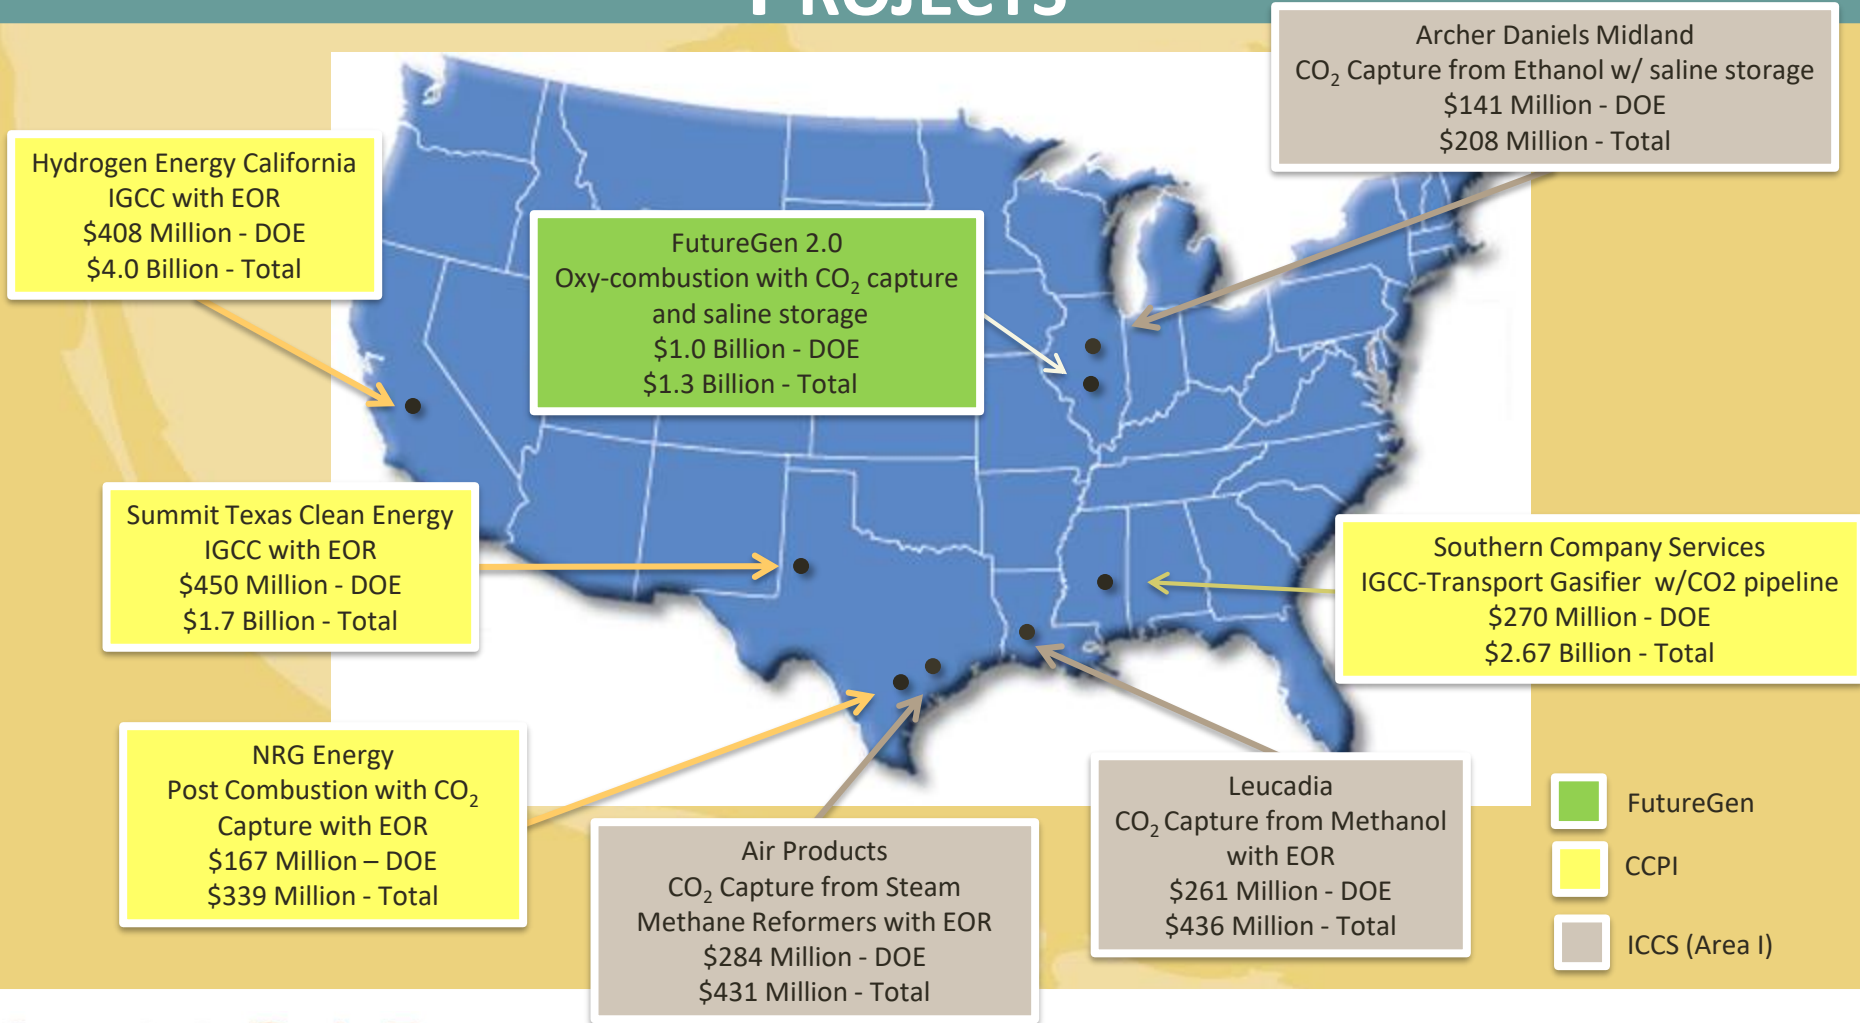 PROJECTS
Archer Daniels Midland
CO₂ Capture from Ethanol w/ saline storage
$141 Million - DOE
$208 Million - Total
Hydrogen Energy California
IGCC with EOR
$408 Million - DOE
$4.0 Billion - Total
FutureGen 2.0
Oxy-combustion with CO₂ capture
and saline storage
$1.0 Billion - DOE
$1.3 Billion - Total
Summit Texas Clean Energy
IGCC with EOR
$450 Million - DOE
$1.7 Billion - Total
Southern Company Services
IGCC-Transport Gasifier w/CO2 pipeline
$270 Million - DOE
$2.67 Billion - Total
NRG Energy
Post Combustion with CO₂
Capture with EOR
$167 Million – DOE
$339 Million - Total
Air Products
CO₂ Capture from Steam
Methane Reformers with EOR
$284 Million - DOE
$431 Million - Total
Leucadia
CO₂ Capture from Methanol
with EOR
$261 Million - DOE
$436 Million - Total
FutureGen
CCPI
ICCS (Area I)